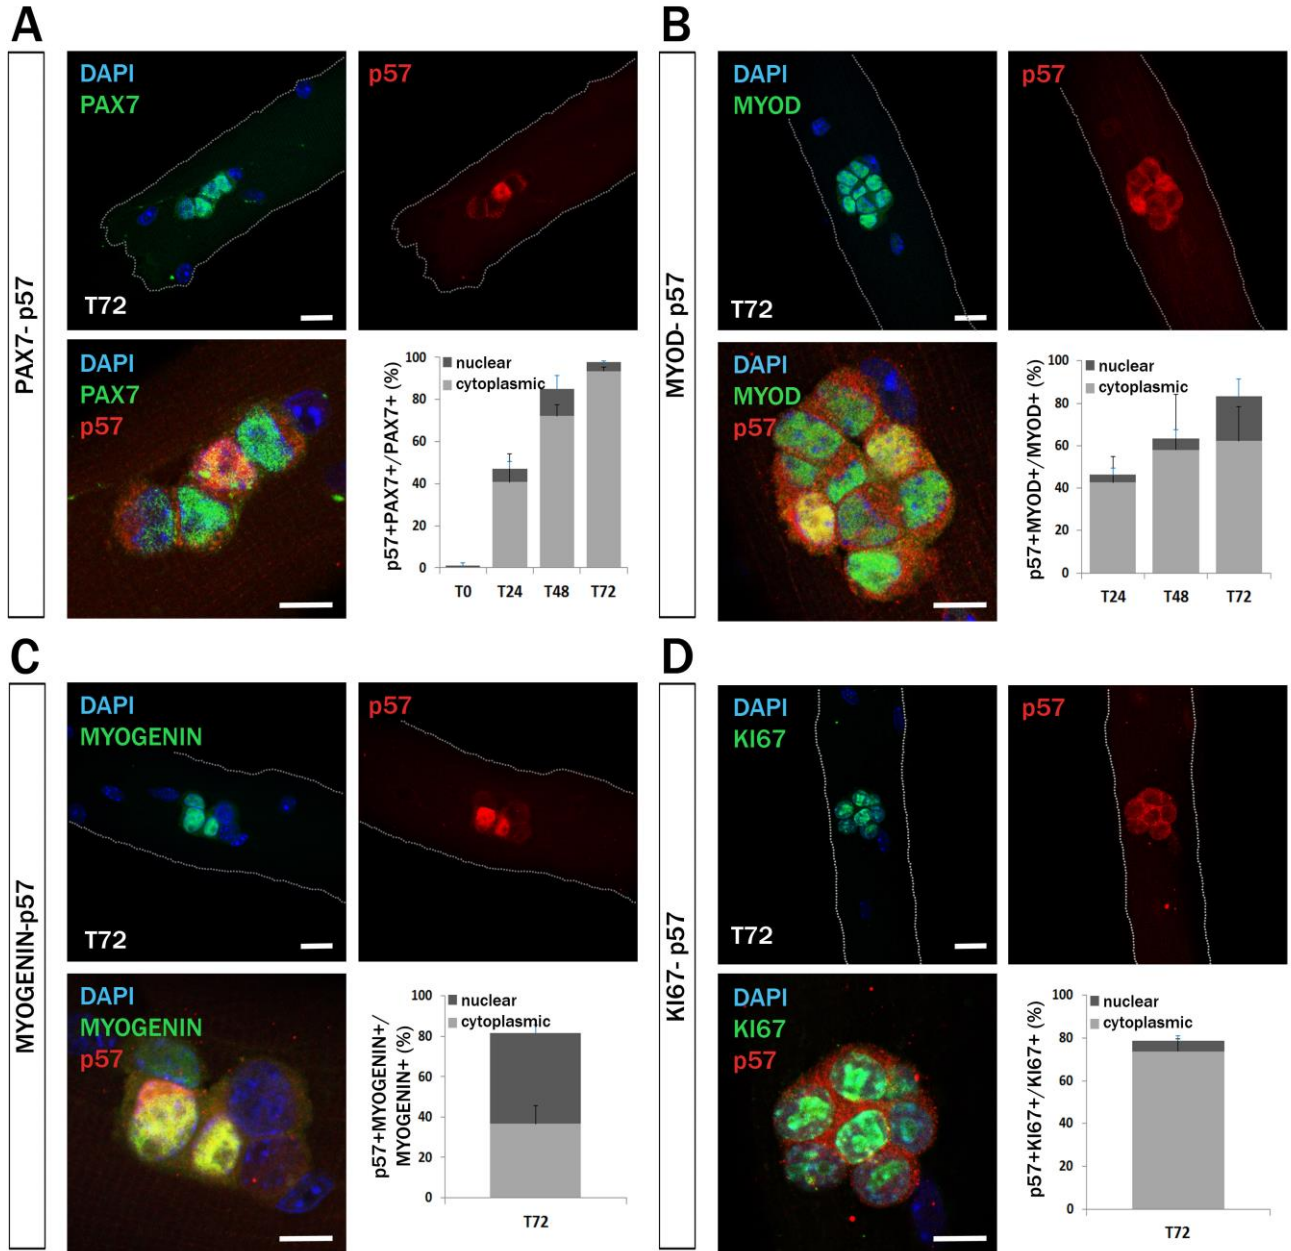 A
PAX7- p57
DAPI
PAX7
T72
p57
DAPI
PAX7
p57
p57+PAX7+/PAX7+ (%)
100
80
60
40
20
0
nuclear
cytoplasmic
T0 T24 T48 T72
B
MYOD- p57
DAPI
MYOD
T72
p57
DAPI
MYOD
p57
p57+MYOD+/MYOD+ (%)
100
80
60
40
20
0
nuclear
cytoplasmic
T24 T48 T72
C
MYOGENIN-p57
DAPI
MYOGENIN
T72
p57
DAPI
MYOGENIN
p57
p57+MYOGENIN+/
MYOGENIN+ (%)
100
80
60
40
20
0
nuclear
cytoplasmic
T72
D
KI67- p57
DAPI
KI67
T72
p57
DAPI
KI67
p57
p57+KI67+/KI67+ (%)
100
80
60
40
20
0
nuclear
cytoplasmic
T72